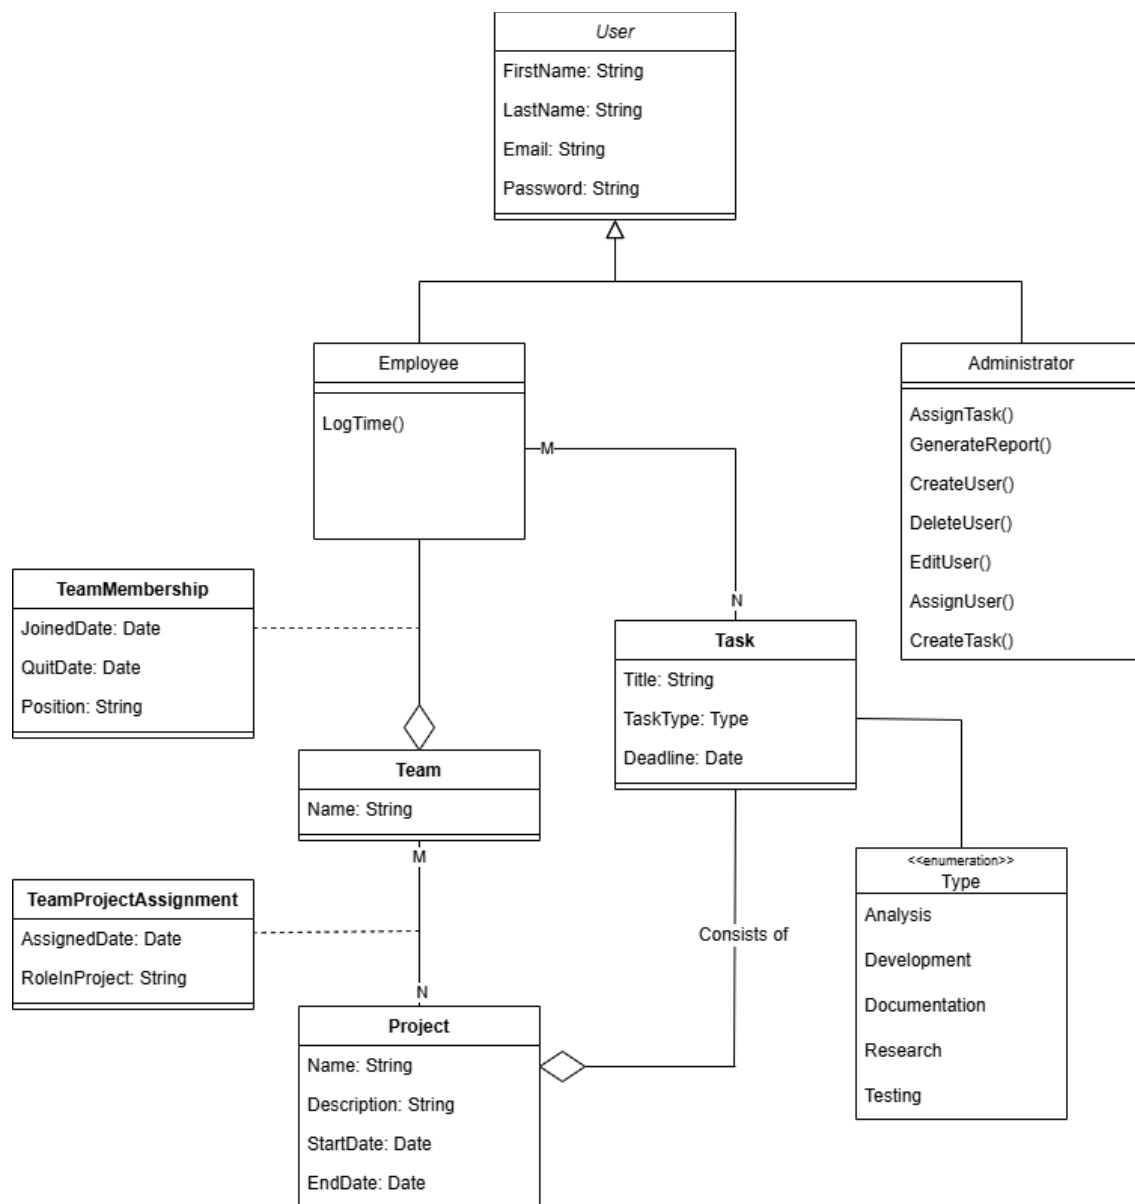 User
FirstName: String
LastName: String
Email: String
Password: String
Employee
LogTime()
Administrator
AssignTask()
GenerateReport()
CreateUser()
DeleteUser()
EditUser()
AssignUser()
CreateTask()
M
N
TeamMembership
JoinedDate: Date
QuitDate: Date
Position: String
Task
Title: String
TaskType: Type
Deadline: Date
Team
Name: String
M
N
TeamProjectAssignment
AssignedDate: Date
RoleInProject: String
Consists of
<<enumeration>>
Type
Analysis
Development
Documentation
Research
Testing
Project
Name: String
Description: String
StartDate: Date
EndDate: Date